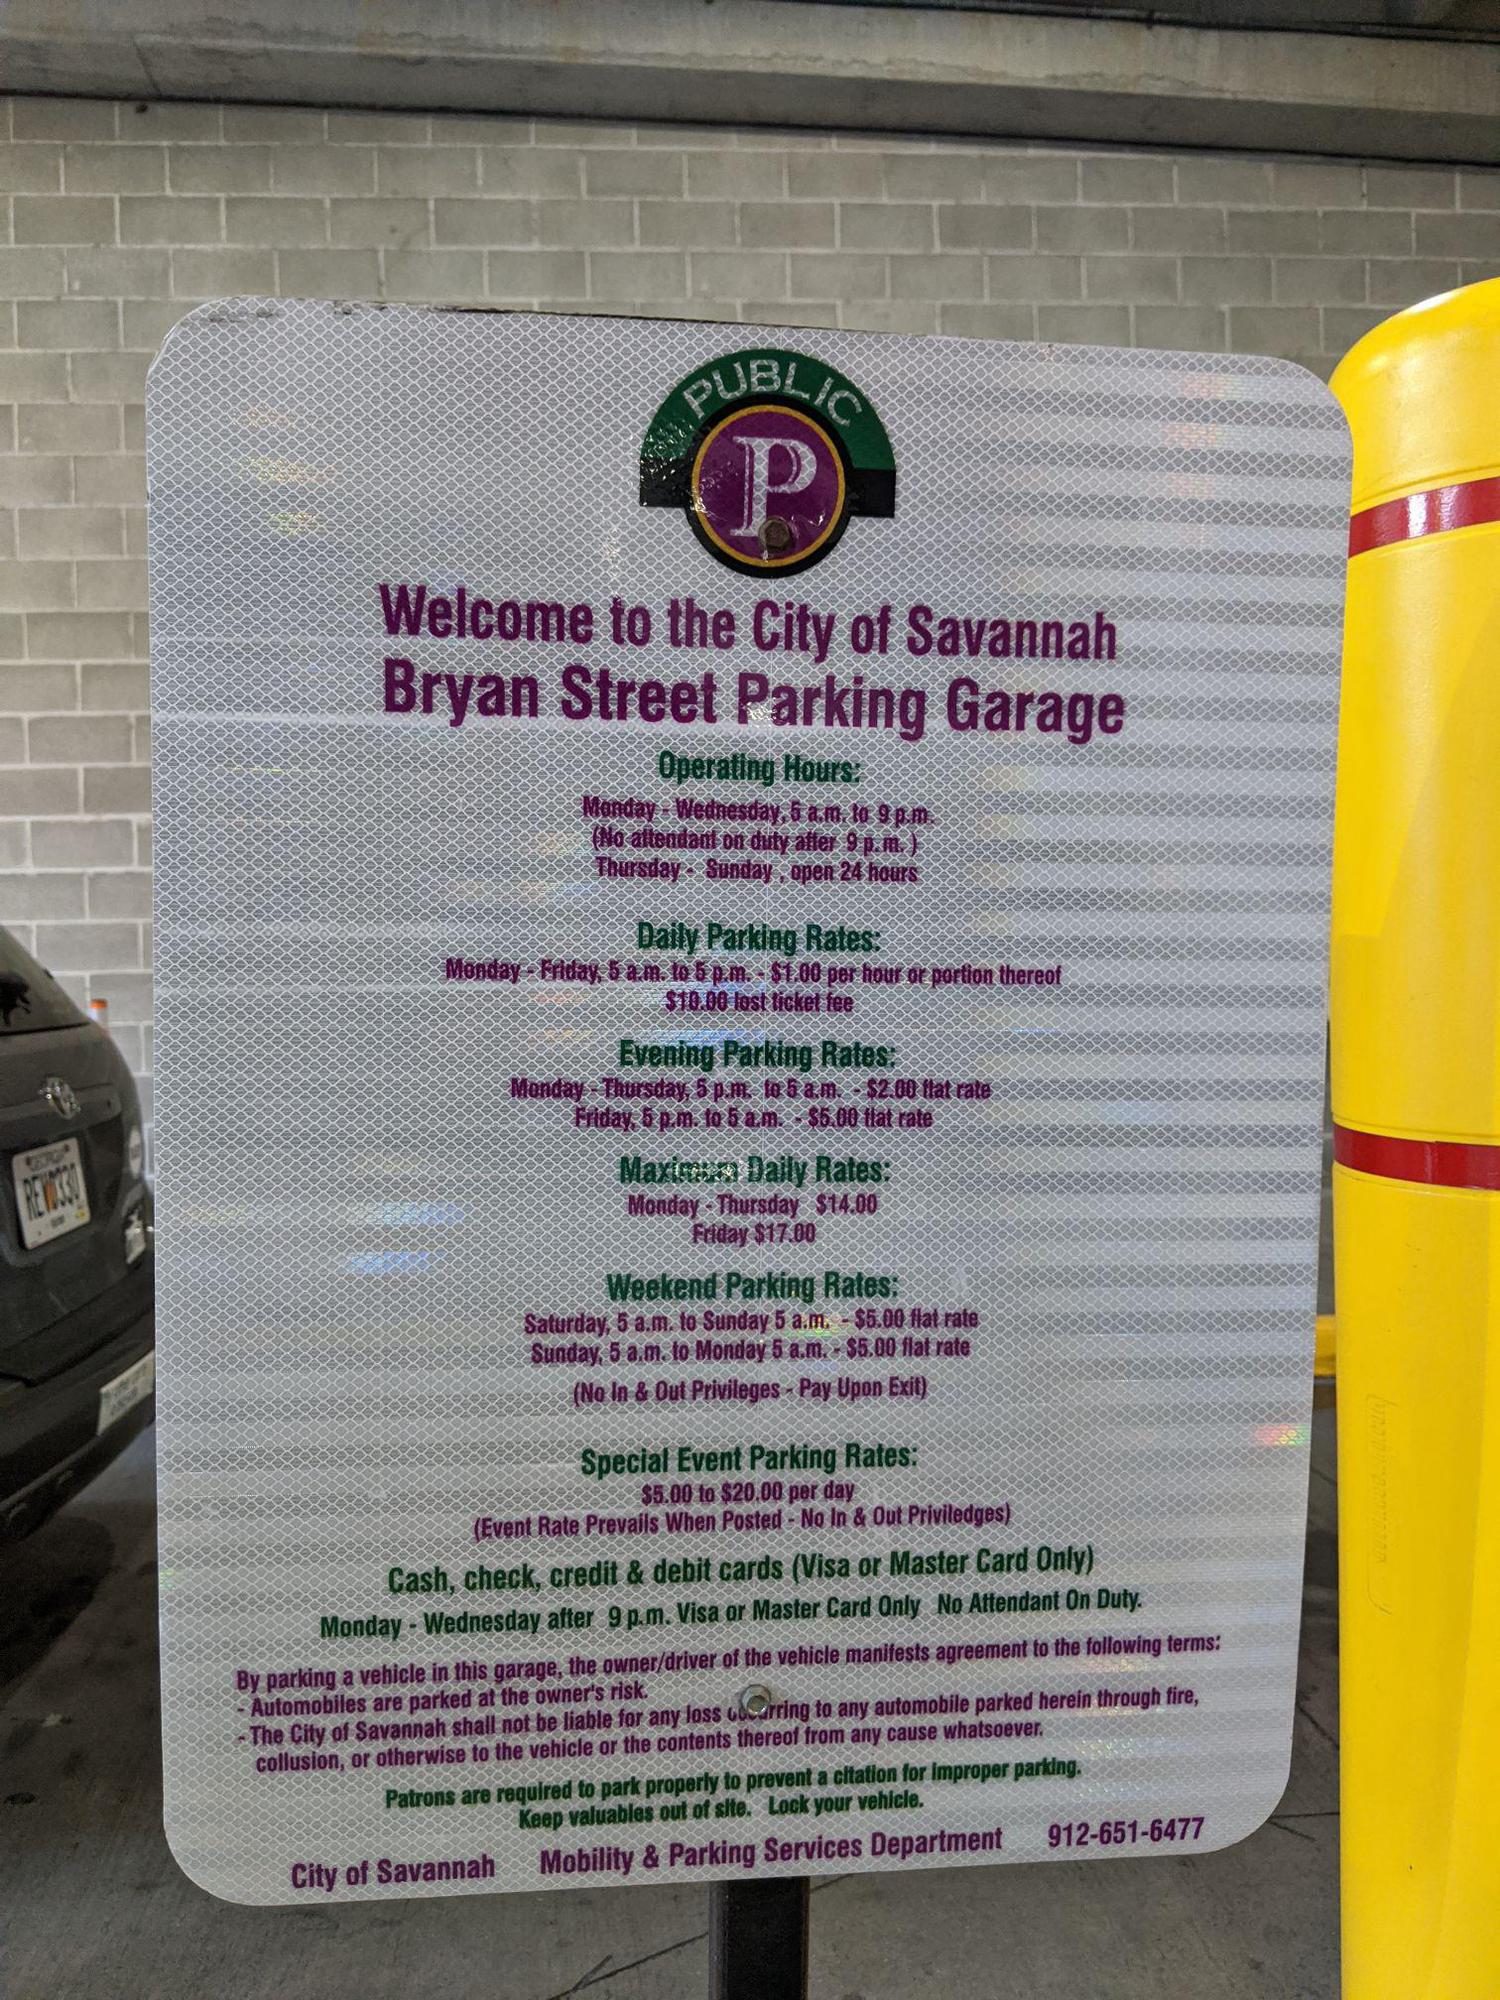 PUBLIC
P
Welcome to the City of Savannah
Bryan Street Parking Garage
Operating Hours:
Monday - Wednesday, 5 a.m. to 9 p.m.
(No attendant on duty after 9 p.m. )
Thursday - Sunday , open 24 hours
Daily Parking Rates:
Monday - Friday, 5 a.m. to 5 p.m. - $1.00 per hour or portion thereof
$10.00 lost ticket fee
Evening Parking Rates:
Monday - Thursday, 5 p.m. to 5 a.m. - $2.00 flat rate
Friday, 5 p.m. to 5 a.m. - $5.00 flat rate
Maximum Daily Rates:
Monday - Thursday $14.00
Friday $17.00
Weekend Parking Rates:
Saturday, 5 a.m. to Sunday 5 a.m. - $5.00 flat rate
Sunday, 5 a.m. to Monday 5 a.m. - $5.00 flat rate
(No In & Out Privileges - Pay Upon Exit)
Special Event Parking Rates:
$5.00 to $20.00 per day
(Event Rate Prevails When Posted - No In & Out Priviledges)
Cash, check, credit & debit cards (Visa or Master Card Only)
Monday - Wednesday after 9 p.m. Visa or Master Card Only No Attendant On Duty.
By parking a vehicle in this garage, the owner/driver of the vehicle manifests agreement to the following terms:
- Automobiles are parked at the owner's risk.
- The City of Savannah shall not be liable for any loss occurring to any automobile parked herein through fire,
collusion, or otherwise to the vehicle or the contents thereof from any cause whatsoever.
Patrons are required to park properly to prevent a citation for improper parking.
Keep valuables out of site. Lock your vehicle.
City of Savannah Mobility & Parking Services Department 912-651-6477
GEORGIA